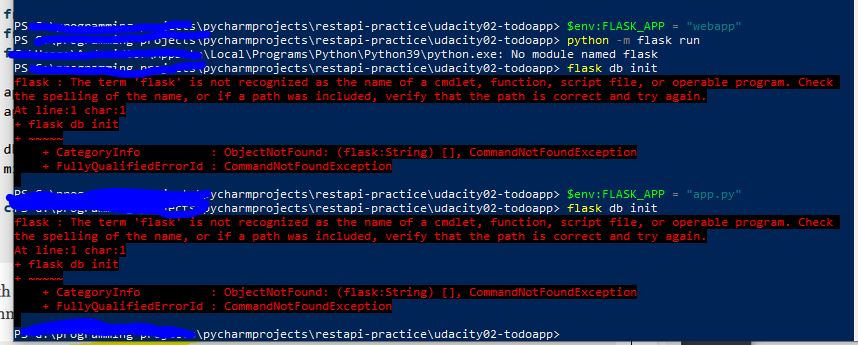 PS G:\programming projects\pycharmprojects\restapi-practice\udacity02-todoapp> $env:FLASK_APP = "webapp"
PS G:\programming projects\pycharmprojects\restapi-practice\udacity02-todoapp> python -m flask run
\Local\Programs\Python\Python39\python.exe: No module named flask
PS G:\programming projects\pycharmprojects\restapi-practice\udacity02-todoapp> flask db init
flask : The term 'flask' is not recognized as the name of a cmdlet, function, script file, or operable program. Check
the spelling of the name, or if a path was included, verify that the path is correct and try again.
At line:1 char:1
+ flask db init
+ ~~~~~
+ CategoryInfo : ObjectNotFound: (flask:String) [], CommandNotFoundException
+ FullyQualifiedErrorId : CommandNotFoundException
PS \pycharmprojects\restapi-practice\udacity02-todoapp> $env:FLASK_APP = "app.py"
PS G:\programming projects\pycharmprojects\restapi-practice\udacity02-todoapp> flask db init
flask : The term 'flask' is not recognized as the name of a cmdlet, function, script file, or operable program. Check
the spelling of the name, or if a path was included, verify that the path is correct and try again.
At line:1 char:1
+ flask db init
+ ~~~~~
+ CategoryInfo : ObjectNotFound: (flask:String) [], CommandNotFoundException
+ FullyQualifiedErrorId : CommandNotFoundException
PS G:\programming projects\pycharmprojects\restapi-practice\udacity02-todoapp>